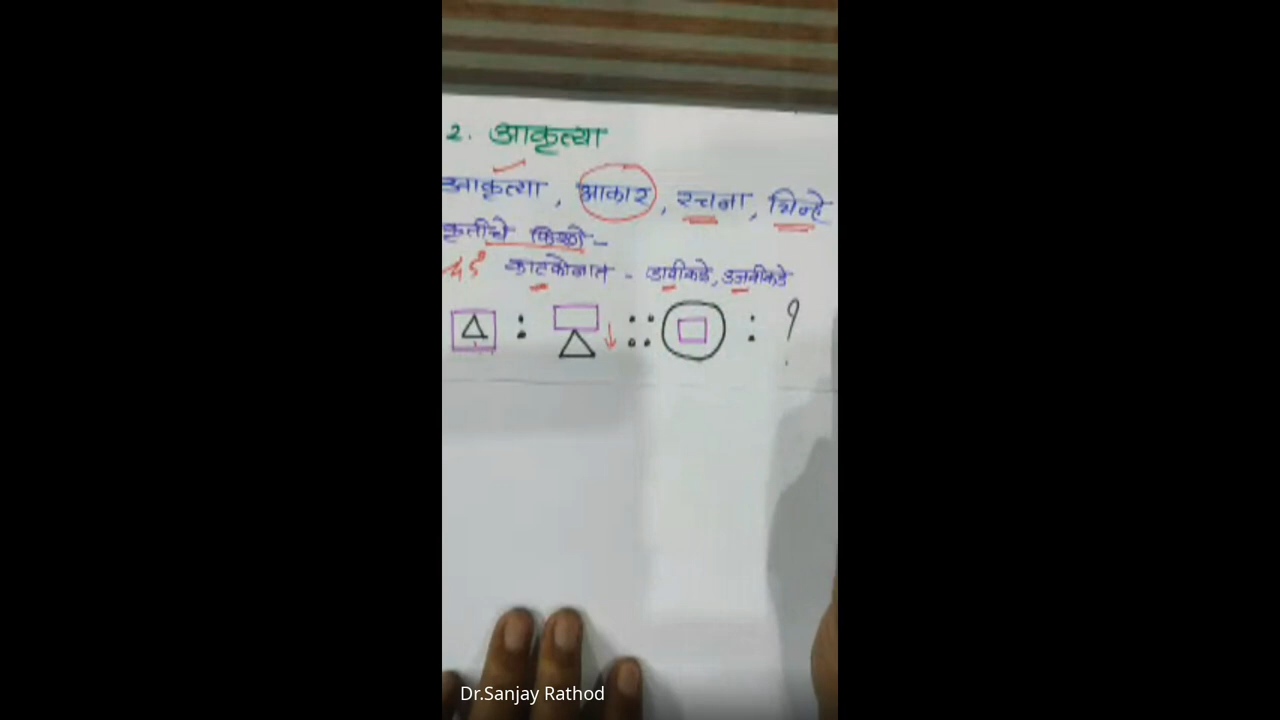 2. आकृत्या
आकृत्या, आकार, रचना, चिन्हे
कृतीचे फिरणे -
45° काटकोनात - डावीकडे, उजवीकडे
: :: : ?
Dr.Sanjay Rathod